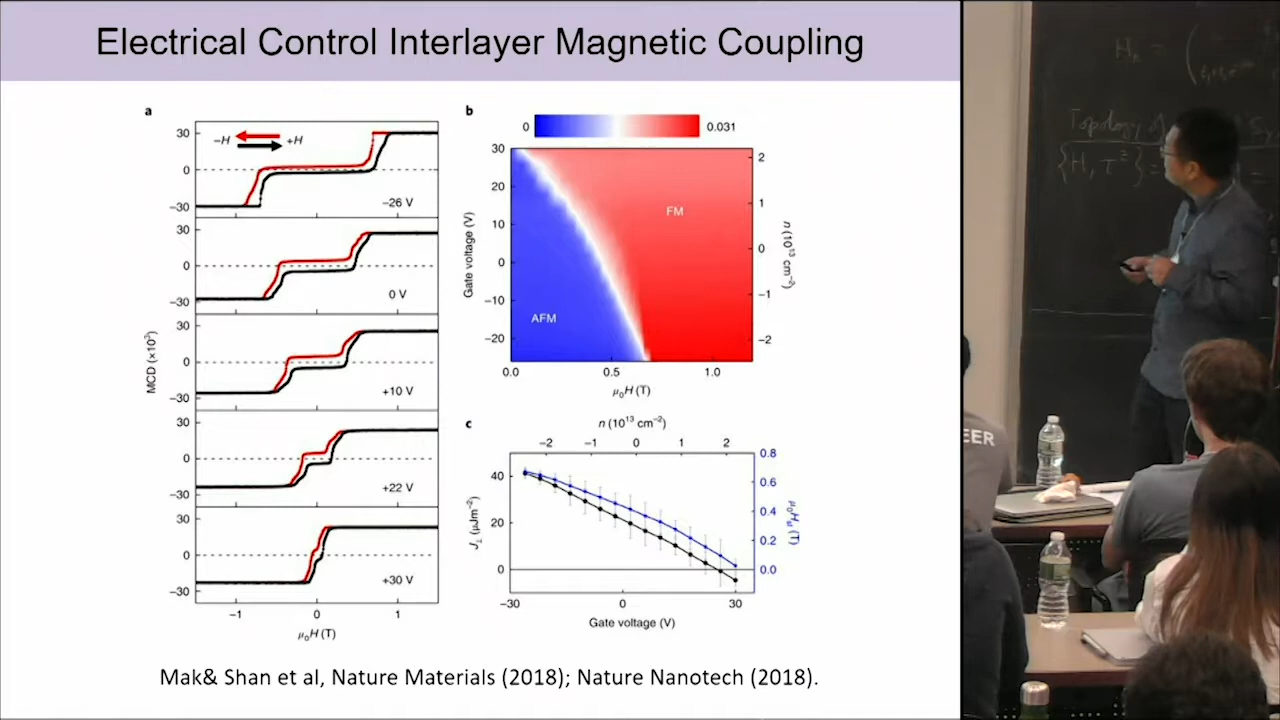 Electrical Control Interlayer Magnetic Coupling
a
−H
+H
30
0
−30
−26 V
30
0
−30
0 V
30
0
−30
+10 V
30
0
−30
+22 V
30
0
−30
+30 V
−1 0 1
μ₀H (T)
MCD (×10³)
b
0
0.031
30
20
10
0
−10
−20
Gate voltage (V)
2
1
0
−1
−2
n (10¹³ cm⁻²)
FM
AFM
0.0 0.5 1.0
μ₀H (T)
c
n (10¹³ cm⁻²)
−2 −1 0 1 2
40
20
0
J⊥ (μJm⁻²)
0.8
0.6
0.4
0.2
0.0
−30 0 30
Gate voltage (V)
Mak& Shan et al, Nature Materials (2018); Nature Nanotech (2018).
Topology of
{H, T²} =
EER